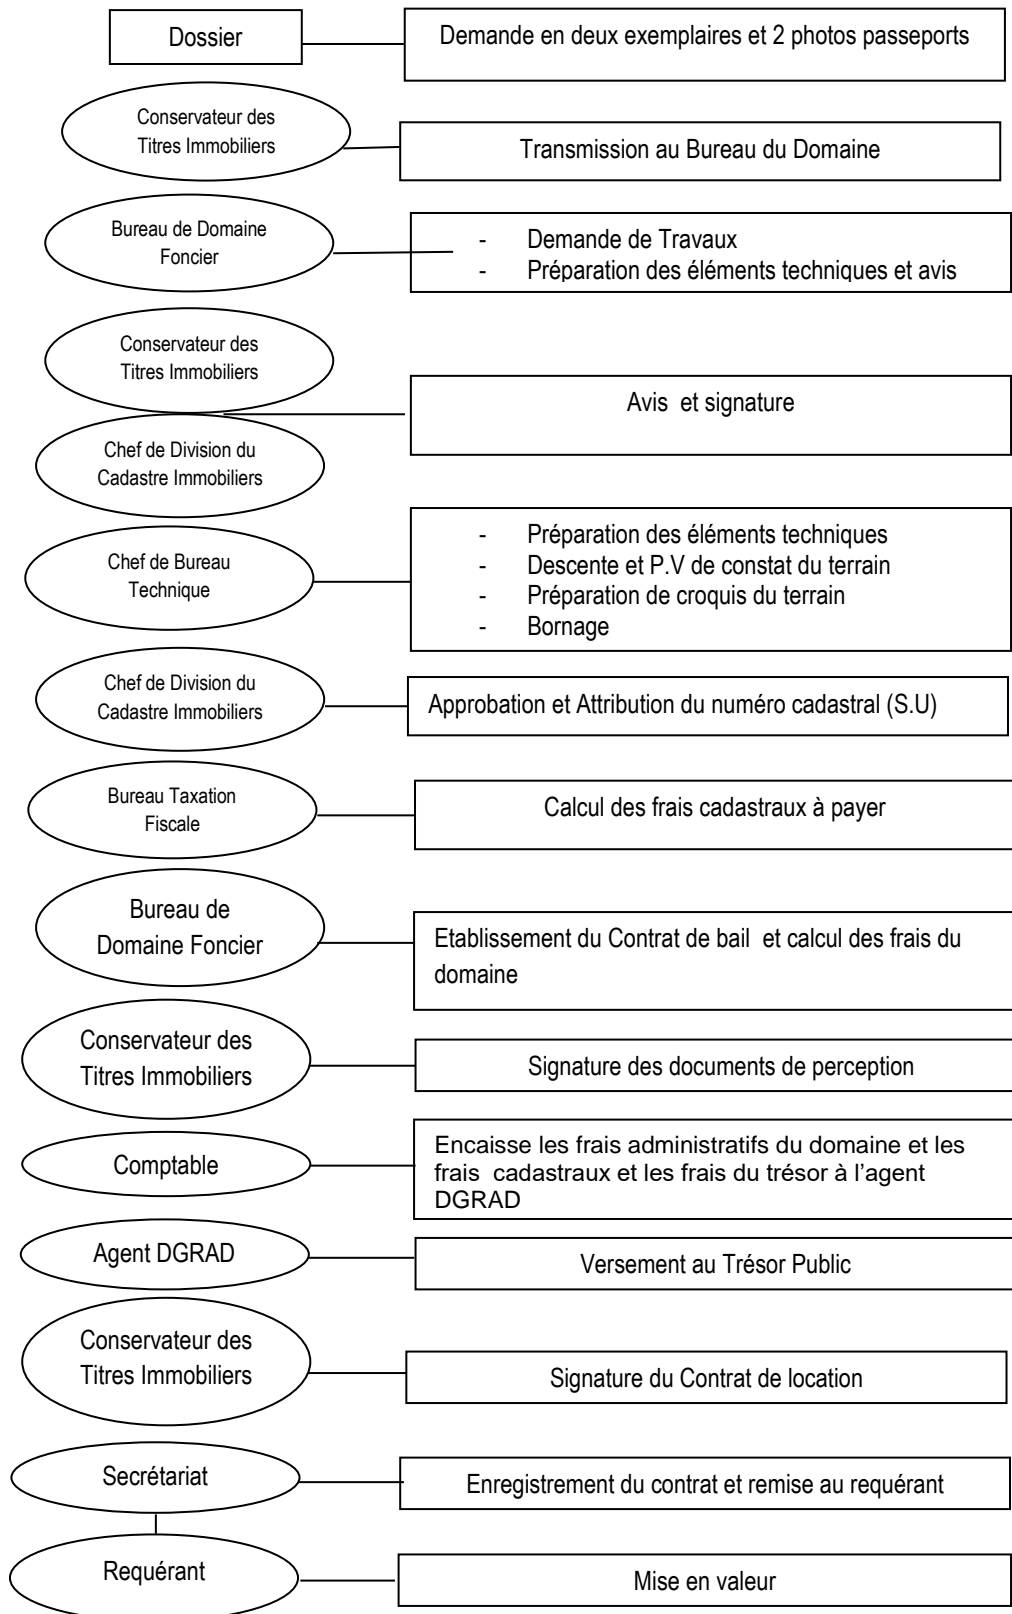 Dossier
Demande en deux exemplaires et 2 photos passeports
Conservateur des
Titres Immobiliers
Transmission au Bureau du Domaine
Bureau de Domaine
Foncier
- Demande de Travaux
- Préparation des éléments techniques et avis
Conservateur des
Titres Immobiliers
Avis et signature
Chef de Division du
Cadastre Immobiliers
Chef de Bureau
Technique
- Préparation des éléments techniques
- Descente et P.V de constat du terrain
- Préparation de croquis du terrain
- Bornage
Chef de Division du
Cadastre Immobiliers
Approbation et Attribution du numéro cadastral (S.U)
Bureau Taxation
Fiscale
Calcul des frais cadastraux à payer
Bureau de
Domaine Foncier
Etablissement du Contrat de bail et calcul des frais du
domaine
Conservateur des
Titres Immobiliers
Signature des documents de perception
Comptable
Encaisse les frais administratifs du domaine et les
frais cadastraux et les frais du trésor à l’agent
DGRAD
Agent DGRAD
Versement au Trésor Public
Conservateur des
Titres Immobiliers
Signature du Contrat de location
Secrétariat
Enregistrement du contrat et remise au requérant
Requérant
Mise en valeur